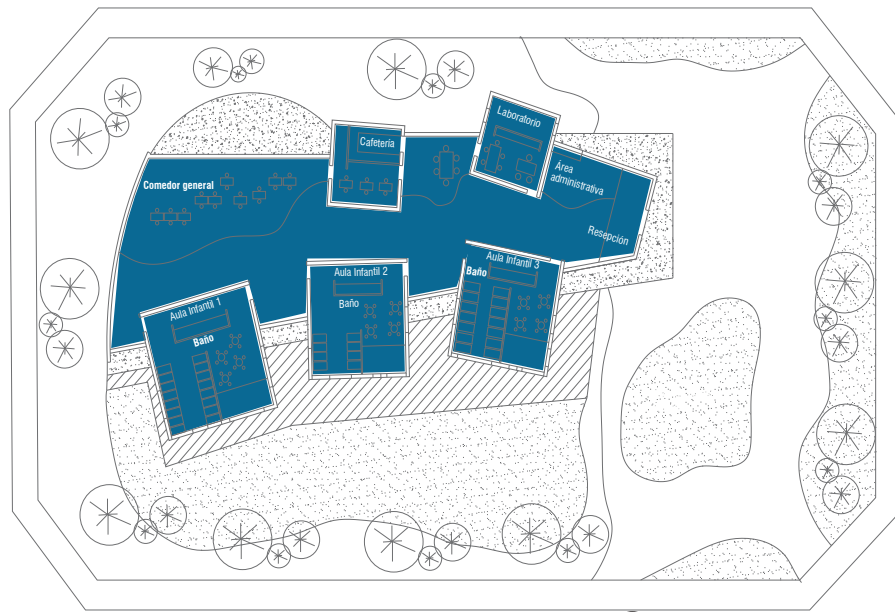 Laboratorio
Cafetería
Área
administrativa
Comedor general
Resepción
Aula Infantil 3
Baño
Aula Infantil 2
Baño
Aula Infantil 1
Baño